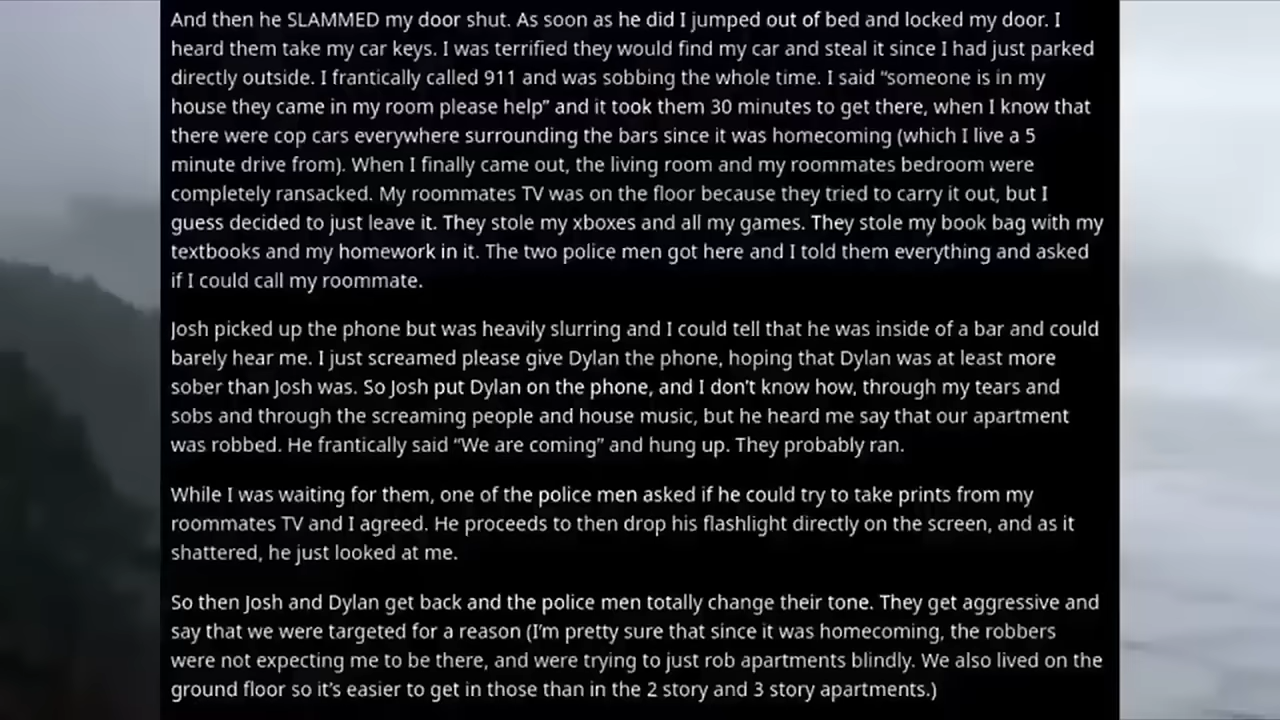 And then he SLAMMED my door shut. As soon as he did I jumped out of bed and locked my door. I
heard them take my car keys. I was terrified they would find my car and steal it since I had just parked
directly outside. I frantically called 911 and was sobbing the whole time. I said “someone is in my
house they came in my room please help” and it took them 30 minutes to get there, when I know that
there were cop cars everywhere surrounding the bars since it was homecoming (which I live a 5
minute drive from). When I finally came out, the living room and my roommates bedroom were
completely ransacked. My roommates TV was on the floor because they tried to carry it out, but I
guess decided to just leave it. They stole my xboxes and all my games. They stole my book bag with my
textbooks and my homework in it. The two police men got here and I told them everything and asked
if I could call my roommate.
Josh picked up the phone but was heavily slurring and I could tell that he was inside of a bar and could
barely hear me. I just screamed please give Dylan the phone, hoping that Dylan was at least more
sober than Josh was. So Josh put Dylan on the phone, and I don’t know how, through my tears and
sobs and through the screaming people and house music, but he heard me say that our apartment
was robbed. He frantically said “We are coming” and hung up. They probably ran.
While I was waiting for them, one of the police men asked if he could try to take prints from my
roommates TV and I agreed. He proceeds to then drop his flashlight directly on the screen, and as it
shattered, he just looked at me.
So then Josh and Dylan get back and the police men totally change their tone. They get aggressive and
say that we were targeted for a reason (I’m pretty sure that since it was homecoming, the robbers
were not expecting me to be there, and were trying to just rob apartments blindly. We also lived on the
ground floor so it’s easier to get in those than in the 2 story and 3 story apartments.)